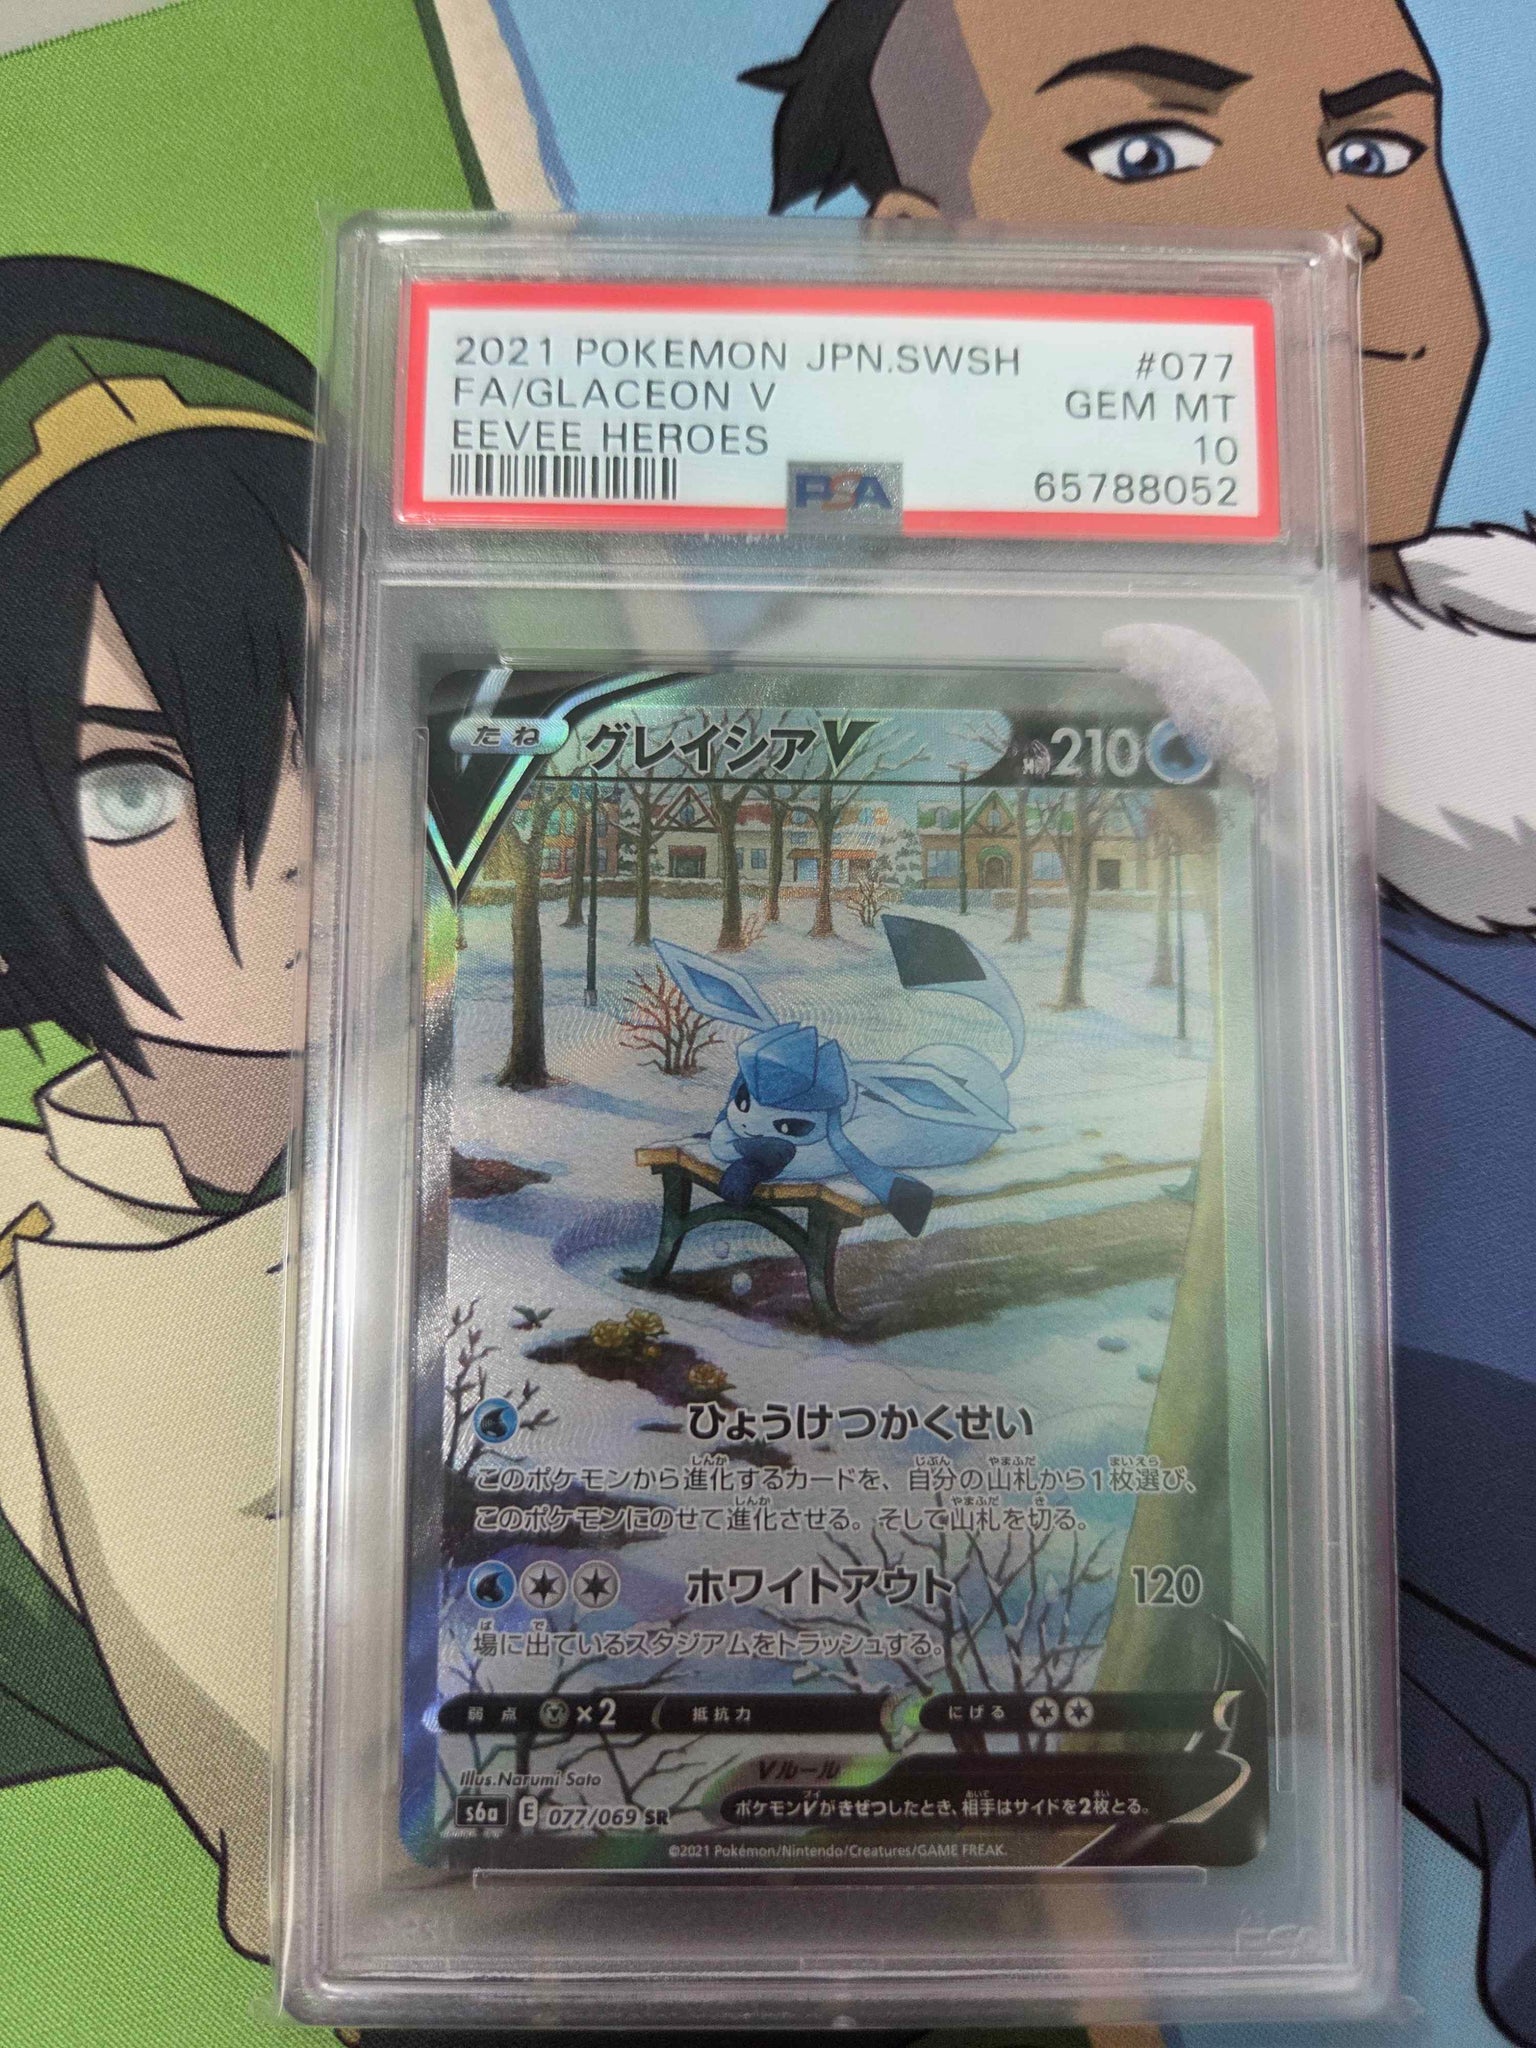 2021 POKEMON JPN.SWSH #077
FA/GLACEON V GEM MT
EEVEE HEROES 10
PSA 65788052
たね グレイシアV HP210
ひょうけつかくせい
このポケモンから進化するカードを、自分の山札から1枚選び、
このポケモンにのせて進化させる。そして山札を切る。
ホワイトアウト 120
場に出ているスタジアムをトラッシュする。
弱点 ×2 抵抗力 にげる
Illus.Narumi Sato Vルール
s6a E 077/069 SR ポケモンVがきぜつしたとき、相手はサイドを2枚とる。
©2021 Pokémon/Nintendo/Creatures/GAME FREAK.